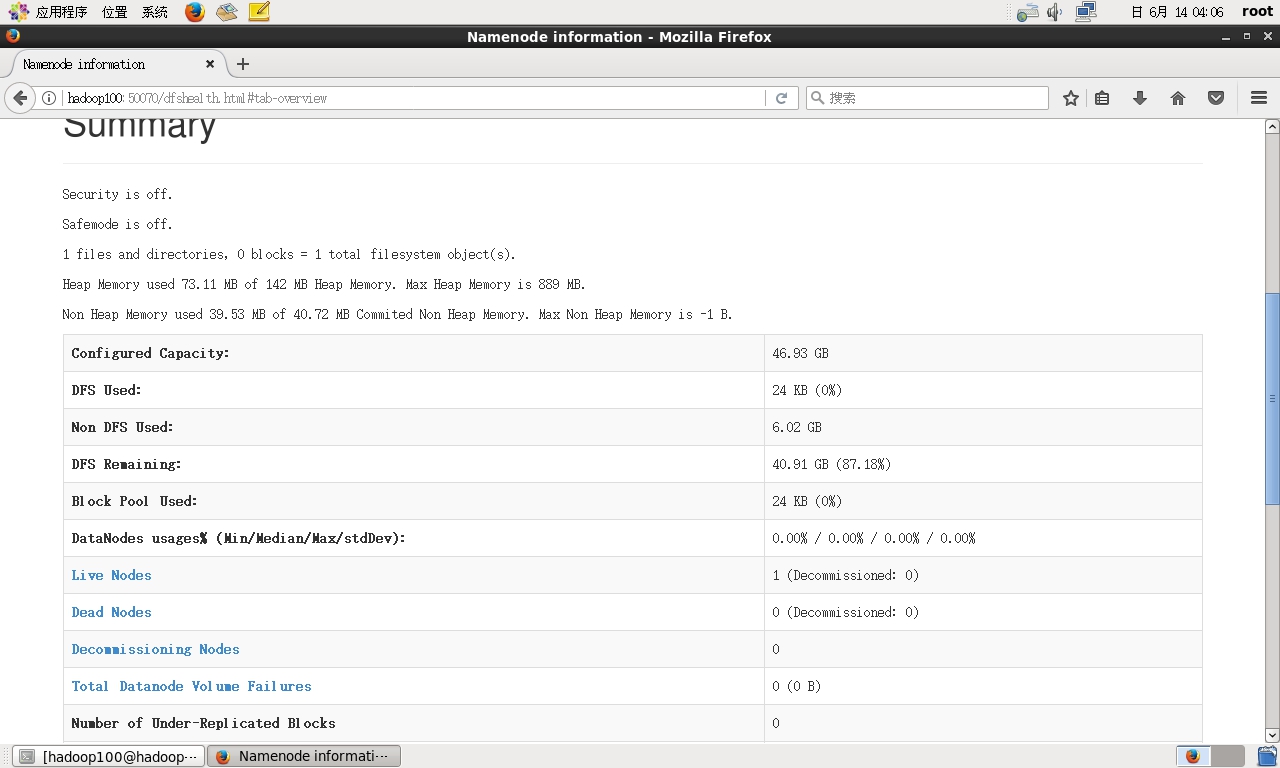 应用程序 位置 系统 日 6月 14 04:06 root
Namenode information - Mozilla Firefox
Namenode information
hadoop100:50070/dfshealth.html#tab-overview 搜索
Summary
Security is off.
Safemode is off.
1 files and directories, 0 blocks = 1 total filesystem object(s).
Heap Memory used 73.11 MB of 142 MB Heap Memory. Max Heap Memory is 889 MB.
Non Heap Memory used 39.53 MB of 40.72 MB Commited Non Heap Memory. Max Non Heap Memory is -1 B.
Configured Capacity: 46.93 GB
DFS Used: 24 KB (0%)
Non DFS Used: 6.02 GB
DFS Remaining: 40.91 GB (87.18%)
Block Pool Used: 24 KB (0%)
DataNodes usages% (Min/Median/Max/stdDev): 0.00% / 0.00% / 0.00% / 0.00%
Live Nodes 1 (Decommissioned: 0)
Dead Nodes 0 (Decommissioned: 0)
Decommissioning Nodes 0
Total Datanode Volume Failures 0 (0 B)
Number of Under-Replicated Blocks 0
[hadoop100@hadoop··· Namenode informati···